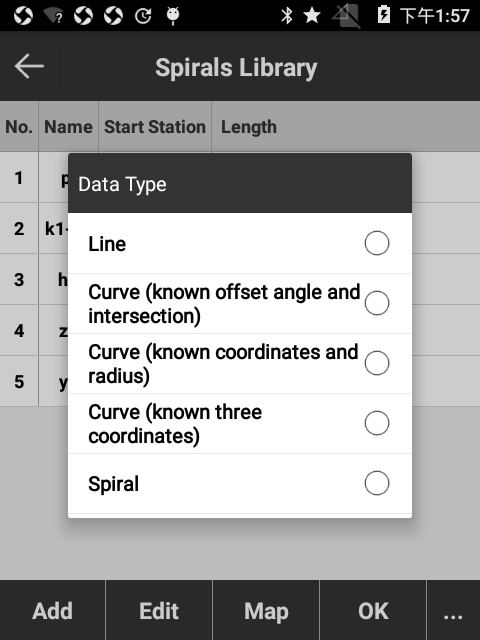 下午1:57
Spirals Library
No. Name Start Station Length
1
2 k1-
3 h
4 z
5 y
Data Type
Line
Curve (known offset angle and
intersection)
Curve (known coordinates and
radius)
Curve (known three
coordinates)
Spiral
Add Edit Map OK ...